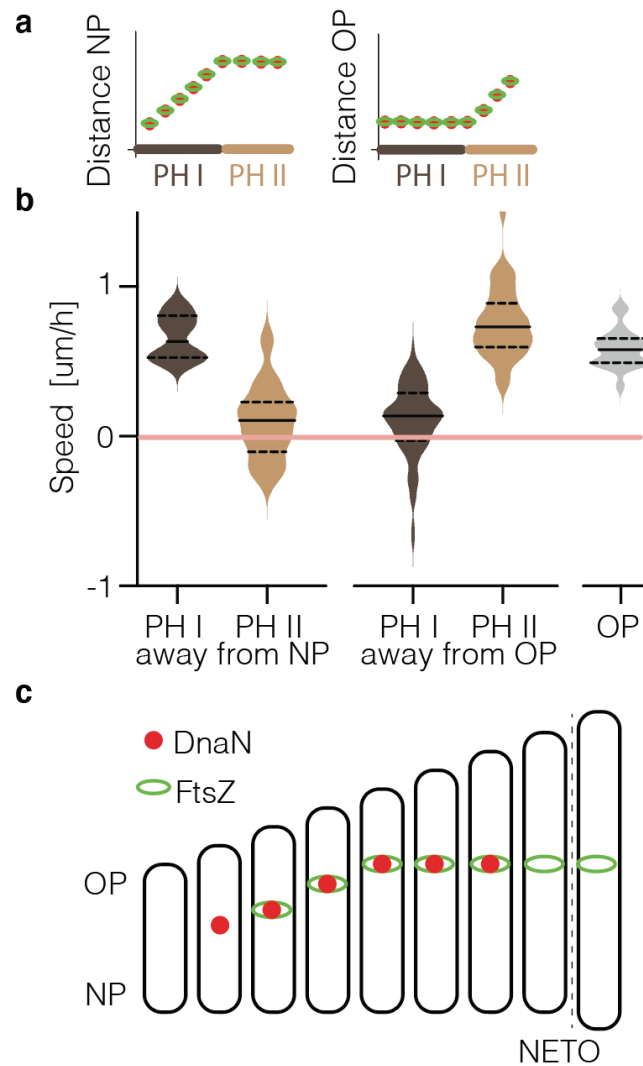 a
Distance NP
PH I
PH II
Distance OP
PH I
PH II
b
Speed [um/h]
1
0
-1
PH I
PH II
away from NP
PH I
PH II
away from OP
OP
c
DnaN
FtsZ
OP
NP
NETO